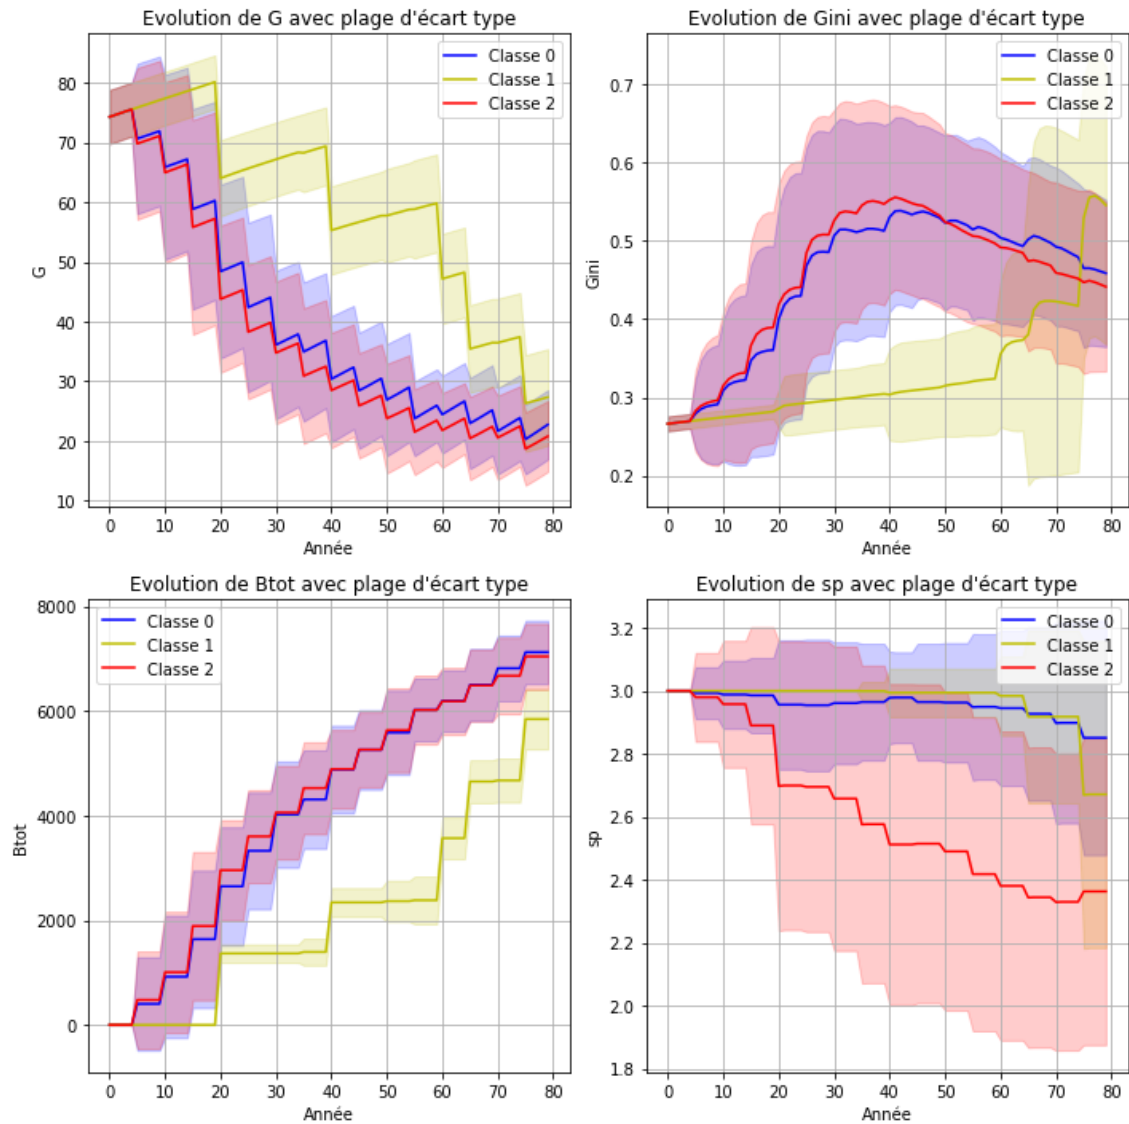 Evolution de G avec plage d'écart type
Classe 0
Classe 1
Classe 2
80
70
60
50
40
30
20
10
G
0 10 20 30 40 50 60 70 80
Année
Evolution de Gini avec plage d'écart type
Classe 0
Classe 1
Classe 2
0.7
0.6
0.5
0.4
0.3
0.2
Gini
0 10 20 30 40 50 60 70 80
Année
Evolution de Btot avec plage d'écart type
Classe 0
Classe 1
Classe 2
8000
6000
4000
2000
0
Btot
0 10 20 30 40 50 60 70 80
Année
Evolution de sp avec plage d'écart type
Classe 0
Classe 1
Classe 2
3.2
3.0
2.8
2.6
2.4
2.2
2.0
1.8
sp
0 10 20 30 40 50 60 70 80
Année